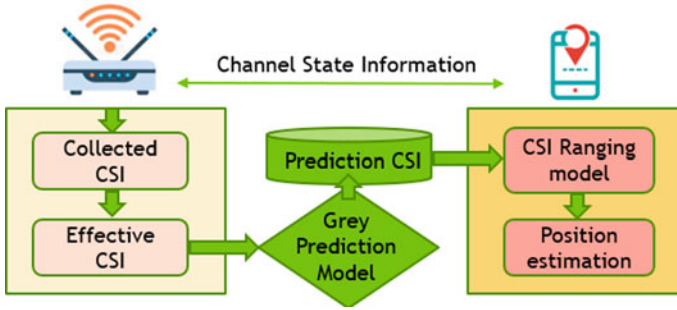 Channel State Information
Collected
CSI
Effective
CSI
Prediction CSI
Grey
Prediction
Model
CSI Ranging
model
Position
estimation